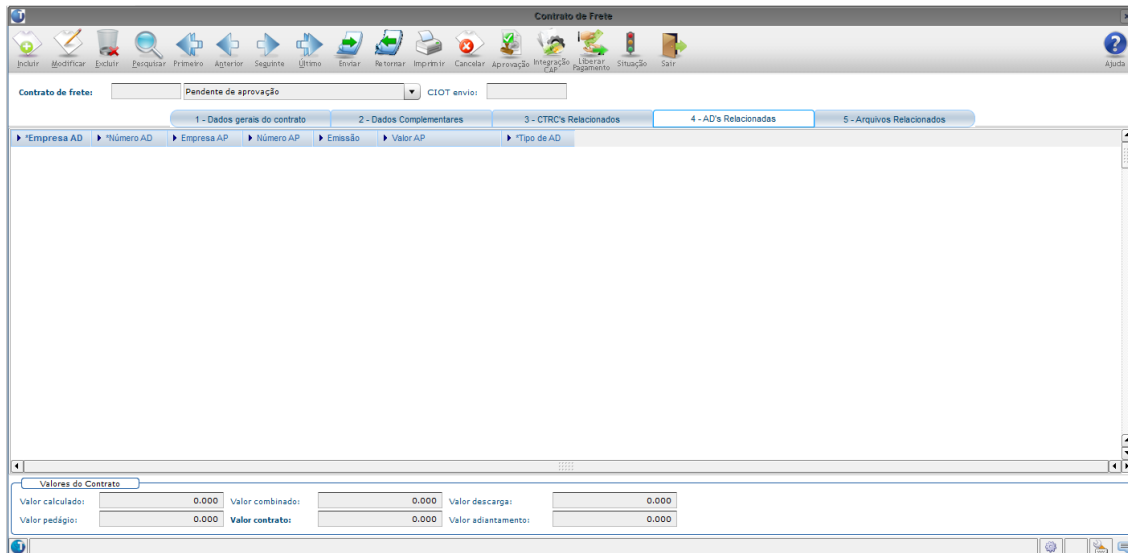 Contrato de Frete
Incluir Modificar Excluir Pesquisar Primeiro Anterior Seguinte Último Enviar Retornar Imprimir Cancelar Aprovação Integração CAP Liberar Pagamento Situação Sair Ajuda
Contrato de frete: Pendente de aprovação CIOT envio:
1 - Dados gerais do contrato 2 - Dados Complementares 3 - CTRC's Relacionados 4 - AD's Relacionadas 5 - Arquivos Relacionados
*Empresa AD *Número AD Empresa AP Número AP Emissão Valor AP *Tipo de AD
Valores do Contrato
Valor calculado: 0.000 Valor combinado: 0.000 Valor descarga: 0.000
Valor pedágio: 0.000 Valor contrato: 0.000 Valor adiantamento: 0.000